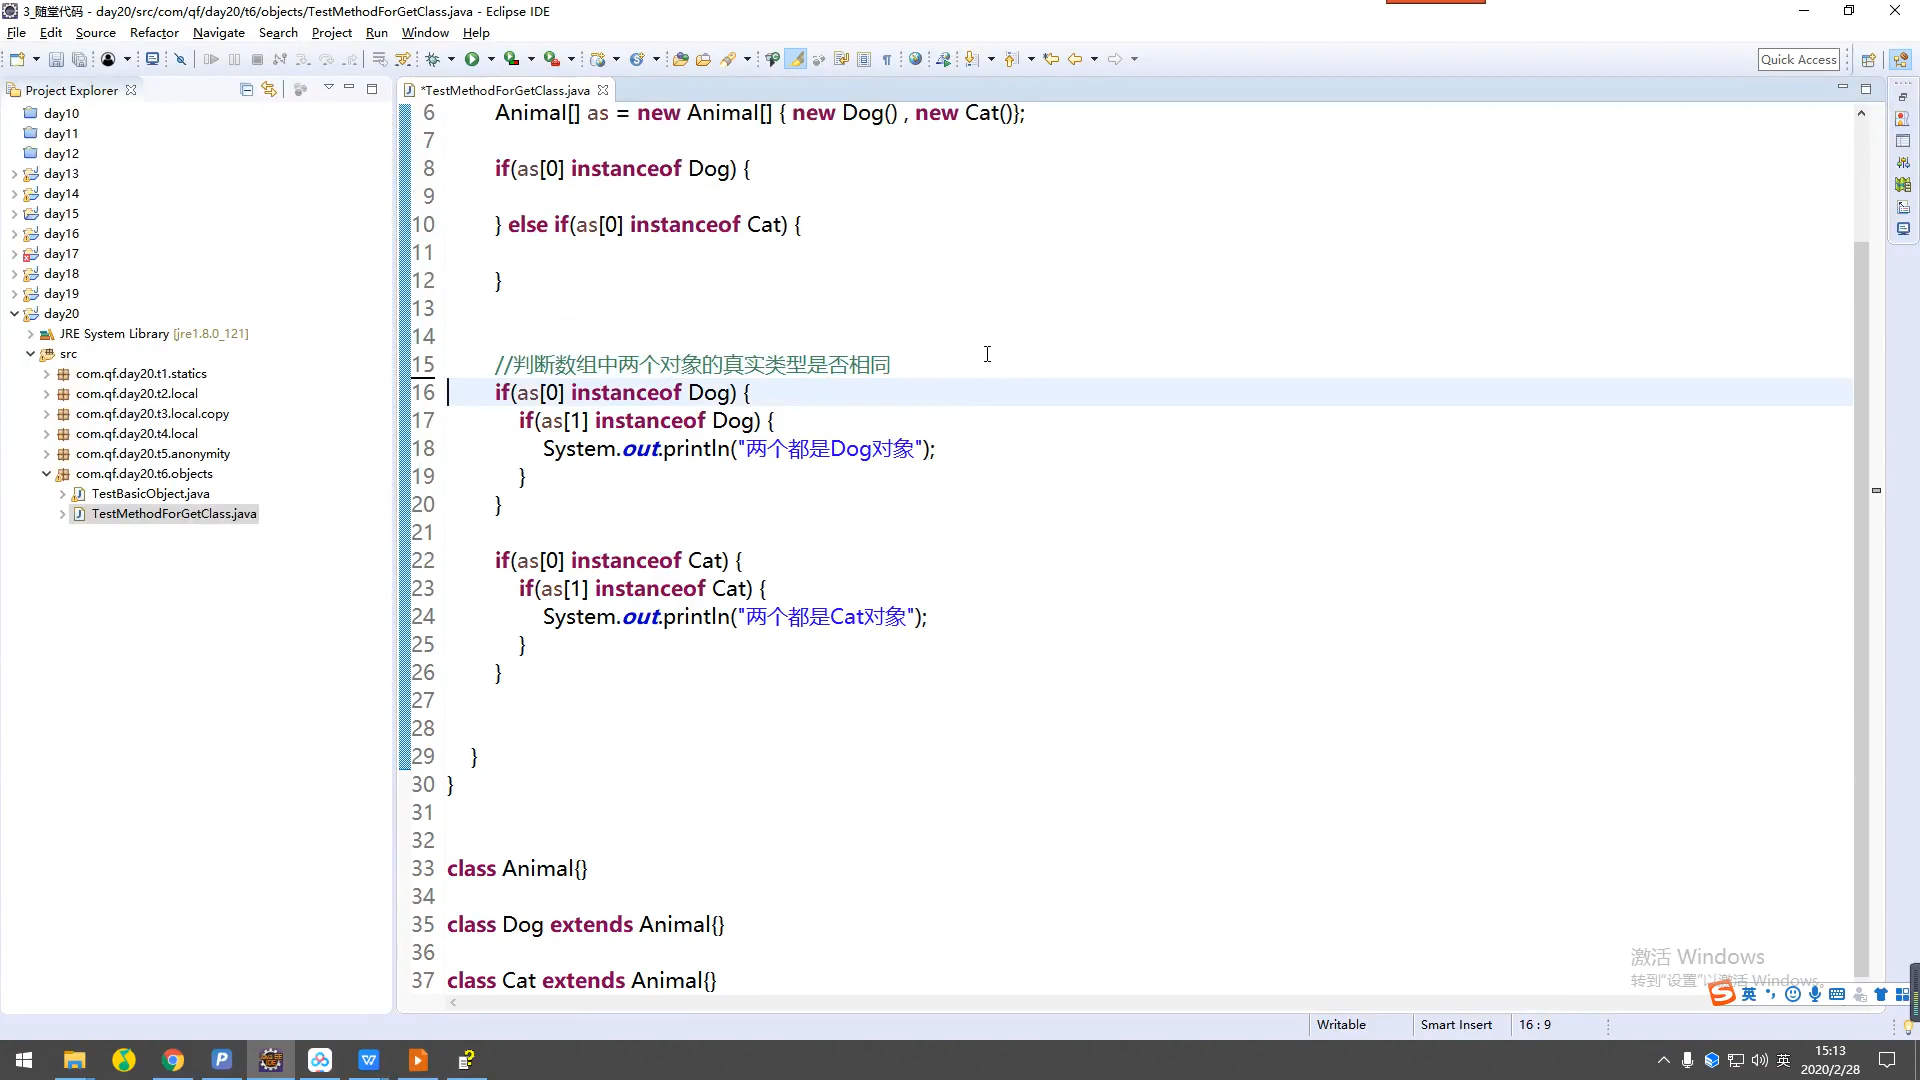 3_随堂代码 - day20/src/com/qf/day20/t6/objects/TestMethodForGetClass.java - Eclipse IDE
File Edit Source Refactor Navigate Search Project Run Window Help
Quick Access
Project Explorer
*TestMethodForGetClass.java
day10
day11
day12
day13
day14
day15
day16
day17
day18
day19
day20
JRE System Library [jre1.8.0_121]
src
com.qf.day20.t1.statics
com.qf.day20.t2.local
com.qf.day20.t3.local.copy
com.qf.day20.t4.local
com.qf.day20.t5.anonymity
com.qf.day20.t6.objects
TestBasicObject.java
TestMethodForGetClass.java
6 Animal[] as = new Animal[] { new Dog() , new Cat()};
7
8 if(as[0] instanceof Dog) {
9
10 } else if(as[0] instanceof Cat) {
11
12 }
13
14
15 //判断数组中两个对象的真实类型是否相同
16 if(as[0] instanceof Dog) {
17 if(as[1] instanceof Dog) {
18 System.out.println("两个都是Dog对象");
19 }
20 }
21
22 if(as[0] instanceof Cat) {
23 if(as[1] instanceof Cat) {
24 System.out.println("两个都是Cat对象");
25 }
26 }
27
28
29 }
30 }
31
32
33 class Animal{}
34
35 class Dog extends Animal{}
36
37 class Cat extends Animal{}
激活 Windows
转到"设置"以激活 Windows。
英
Writable Smart Insert 16 : 9
英
15:13
2020/2/28